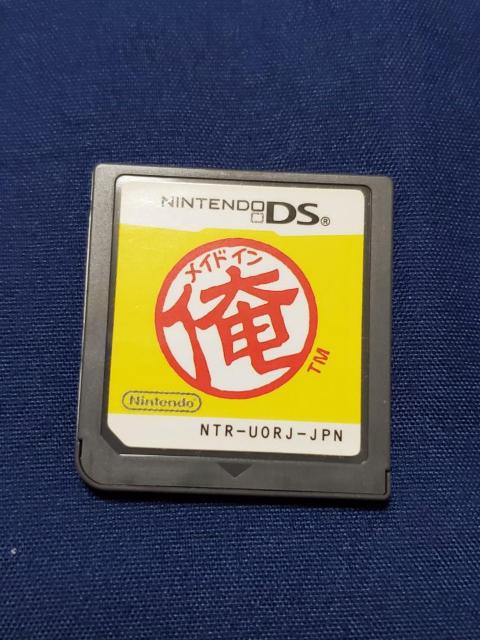 NINTENDO DS®
メイド イン
俺
TM
Nintendo
NTR-UORJ-JPN